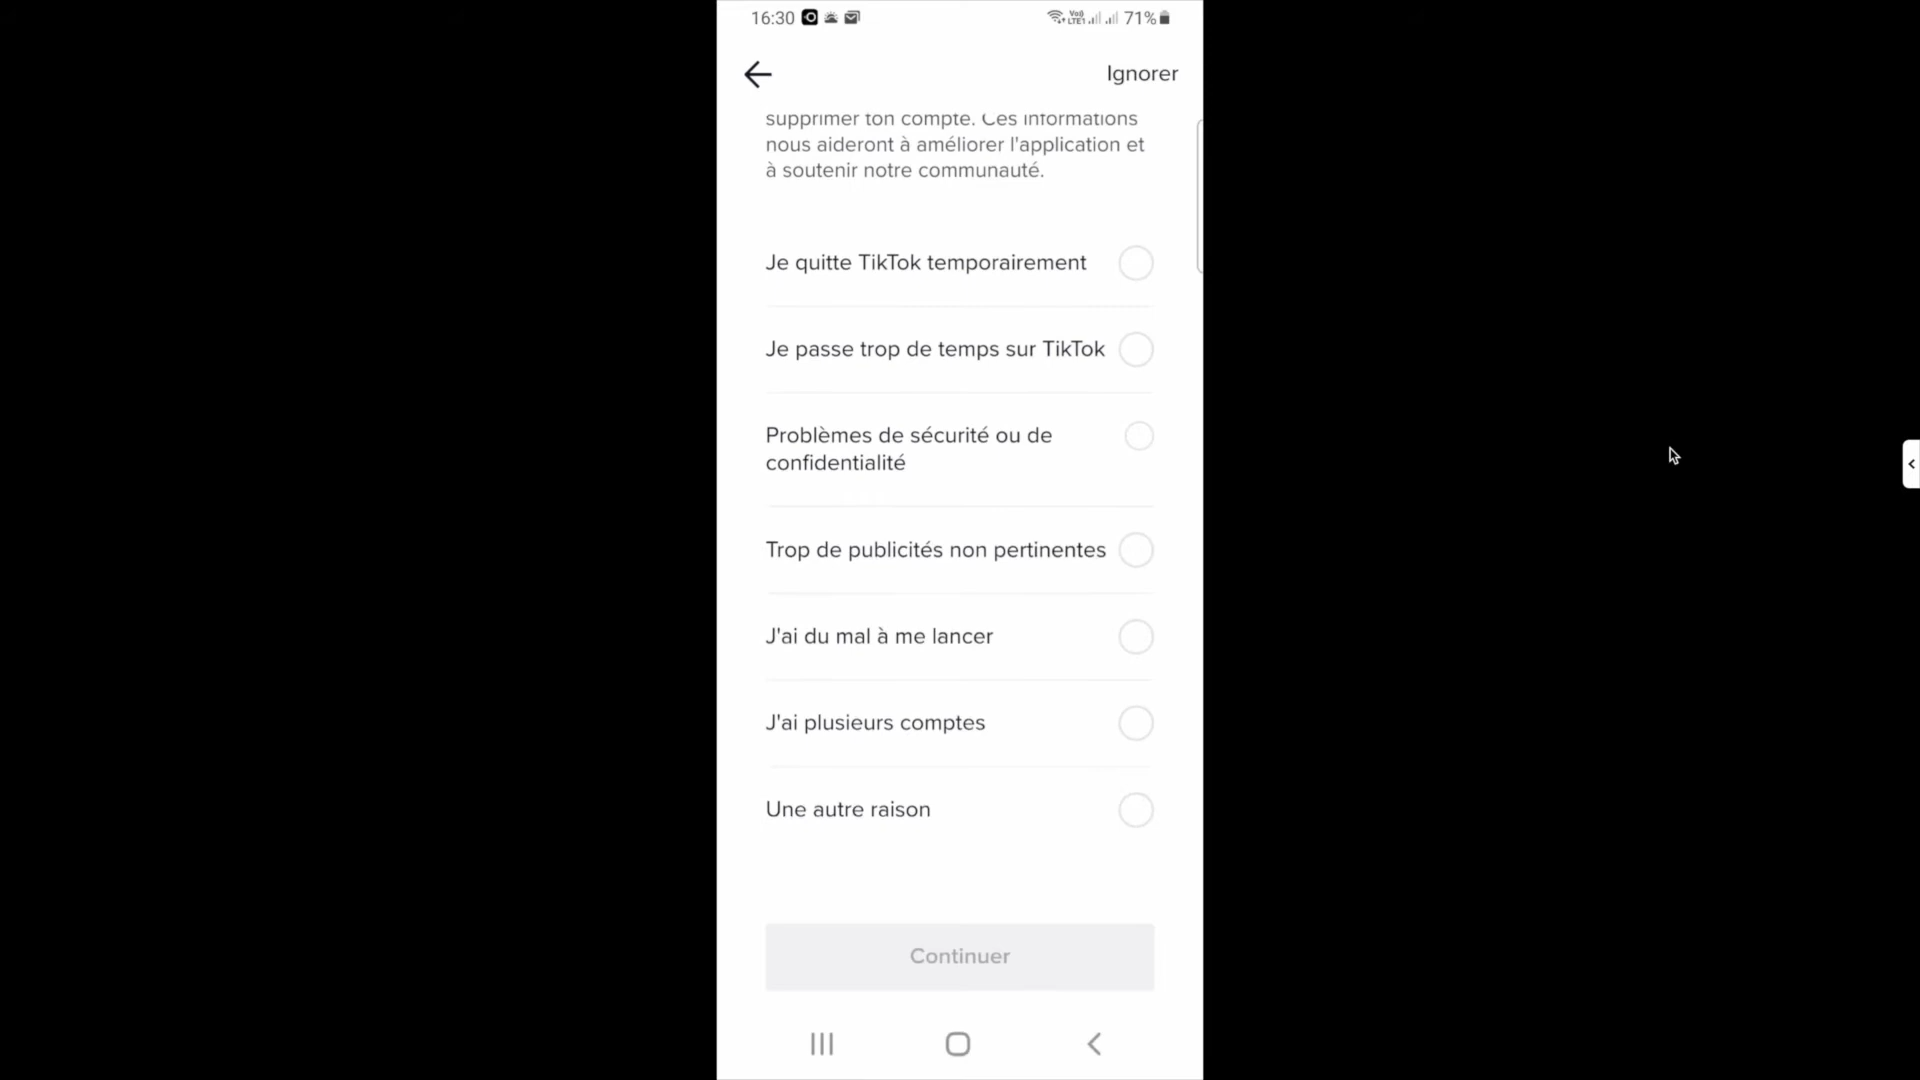 16:30
71%
Ignorer
supprimer ton compte. Ces informations
nous aideront à améliorer l'application et
à soutenir notre communauté.
Je quitte TikTok temporairement
Je passe trop de temps sur TikTok
Problèmes de sécurité ou de
confidentialité
Trop de publicités non pertinentes
J'ai du mal à me lancer
J'ai plusieurs comptes
Une autre raison
Continuer